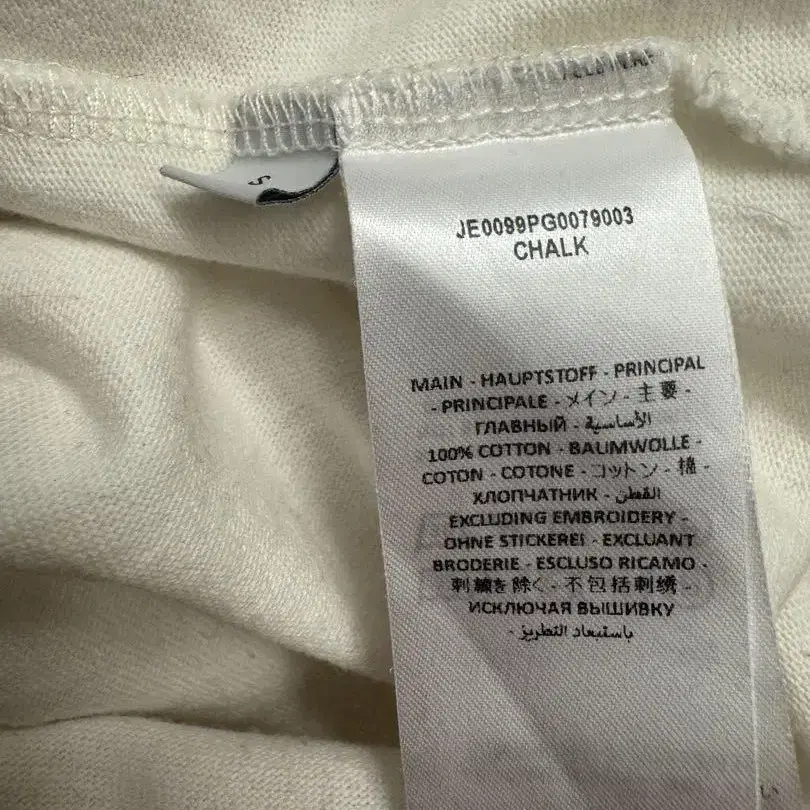 S
JE0099PG0079003
CHALK
MAIN - HAUPTSTOFF - PRINCIPAL
- PRINCIPALE - メイン - 主要 -
ГЛАВНЫЙ - الأساسية -
100% COTTON - BAUMWOLLE -
COTON - COTONE - コットン - 棉 -
ХЛОПЧАТНИК - القطن -
EXCLUDING EMBROIDERY -
OHNE STICKEREI - EXCLUANT
BRODERIE - ESCLUSO RICAMO -
刺繍を除く - 不包括刺绣 -
ИСКЛЮЧАЯ ВЫШИВКУ
- باستبعاد التطريز